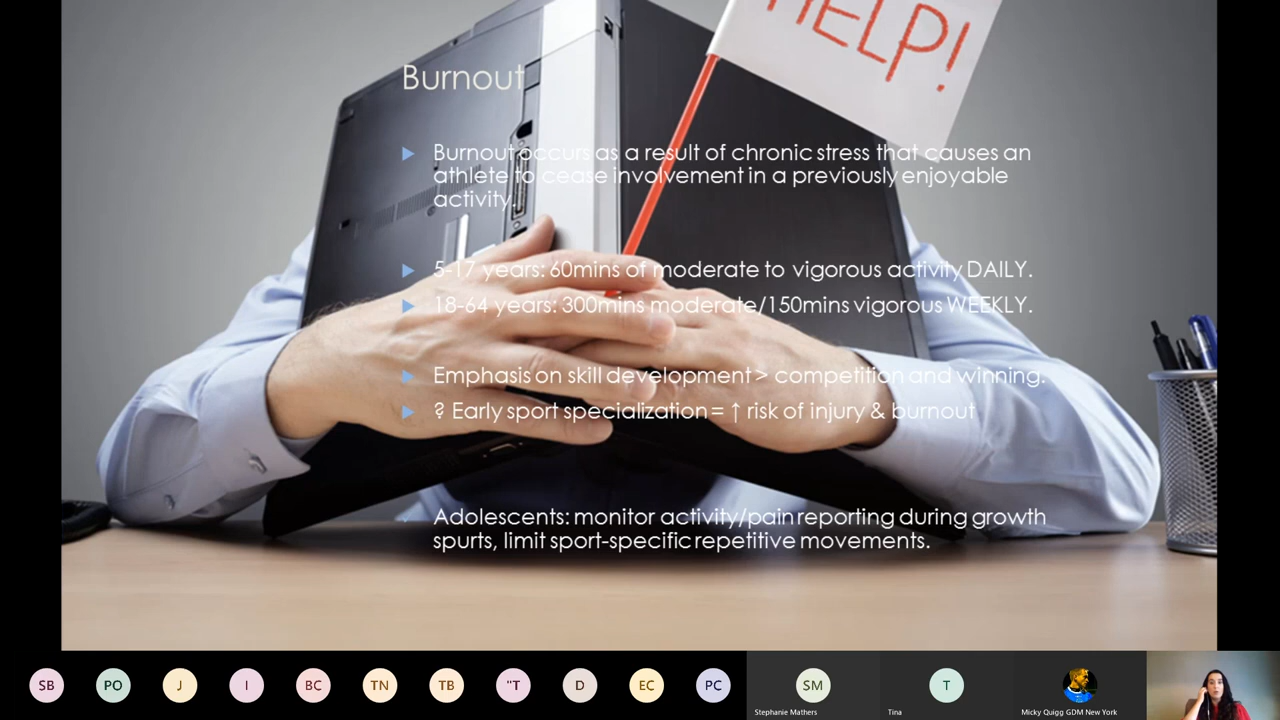 HELP!
Burnout
Burnout occurs as a result of chronic stress that causes an
athlete to cease involvement in a previously enjoyable
activity.
5-17 years: 60mins of moderate to vigorous activity DAILY.
18-64 years: 300mins moderate/150mins vigorous WEEKLY.
Emphasis on skill development > competition and winning.
? Early sport specialization = ↑ risk of injury & burnout
Adolescents: monitor activity/pain reporting during growth
spurts, limit sport-specific repetitive movements.
SB PO J I BC TN TB "T D EC PC SM T
Stephanie Mathers Tina Micky Quigg GDM New York